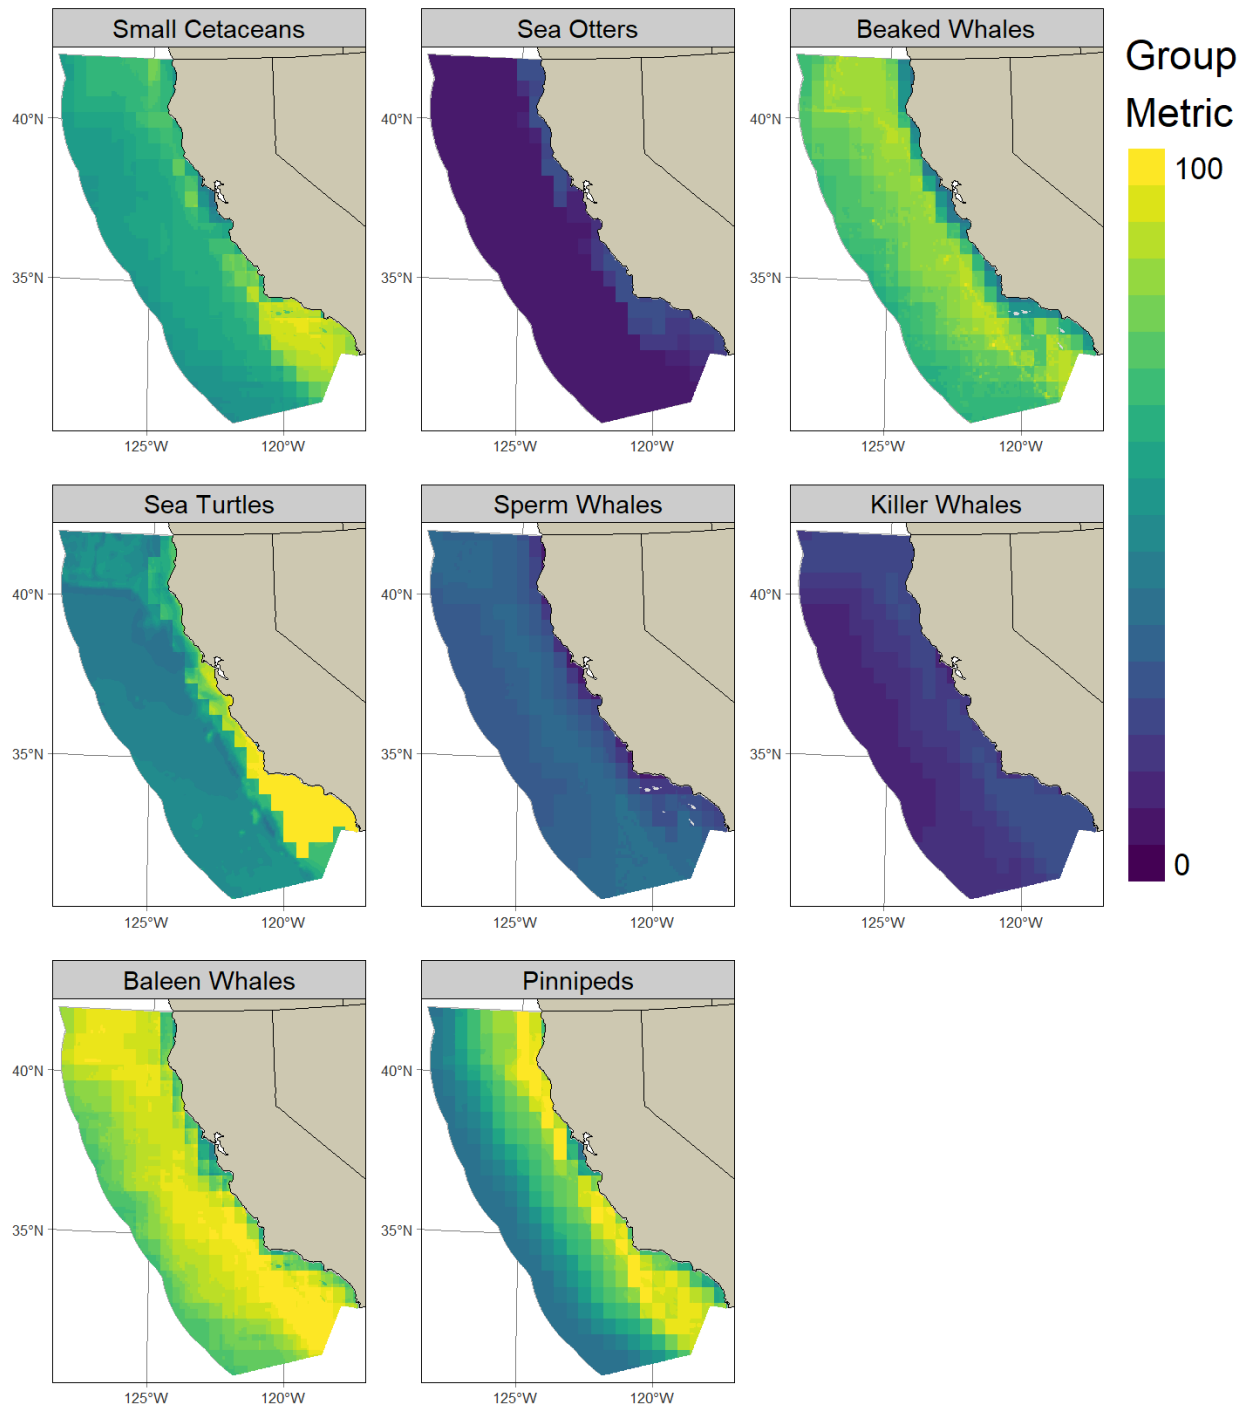 Small Cetaceans
Sea Otters
Beaked Whales
Group
Metric
100
0
40°N
35°N
125°W
120°W
125°W
120°W
125°W
120°W
Sea Turtles
Sperm Whales
Killer Whales
40°N
35°N
125°W
120°W
125°W
120°W
125°W
120°W
Baleen Whales
Pinnipeds
40°N
35°N
125°W
120°W
125°W
120°W
40°N
35°N
40°N
35°N
40°N
35°N
40°N
35°N
40°N
35°N